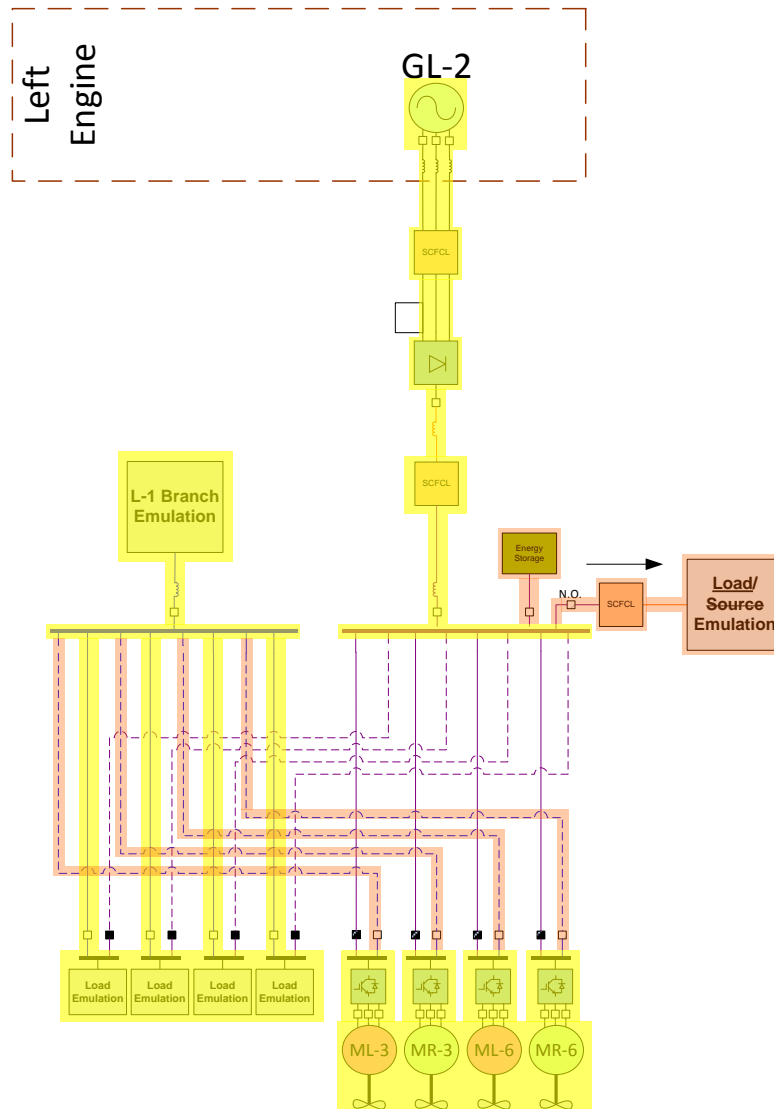 Left
Engine
GL-2
SCFCL
SCFCL
L-1 Branch
Emulation
Energy
Storage
N.O.
SCFCL
Load/
Source
Emulation
Load
Emulation
Load
Emulation
Load
Emulation
Load
Emulation
ML-3
MR-3
ML-6
MR-6